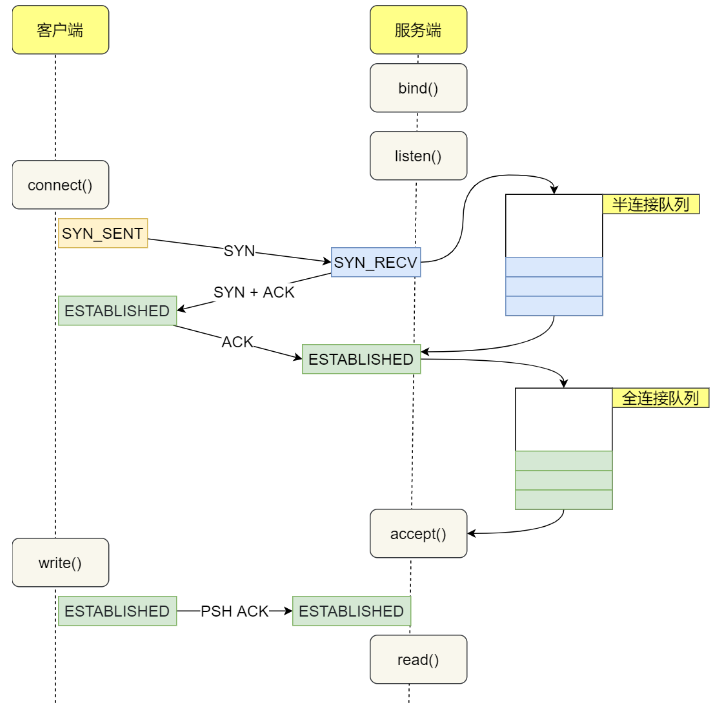 客户端
服务端
bind()
listen()
connect()
半连接队列
SYN_SENT
SYN
SYN_RECV
SYN + ACK
ESTABLISHED
ACK
ESTABLISHED
全连接队列
accept()
write()
ESTABLISHED
PSH ACK
ESTABLISHED
read()